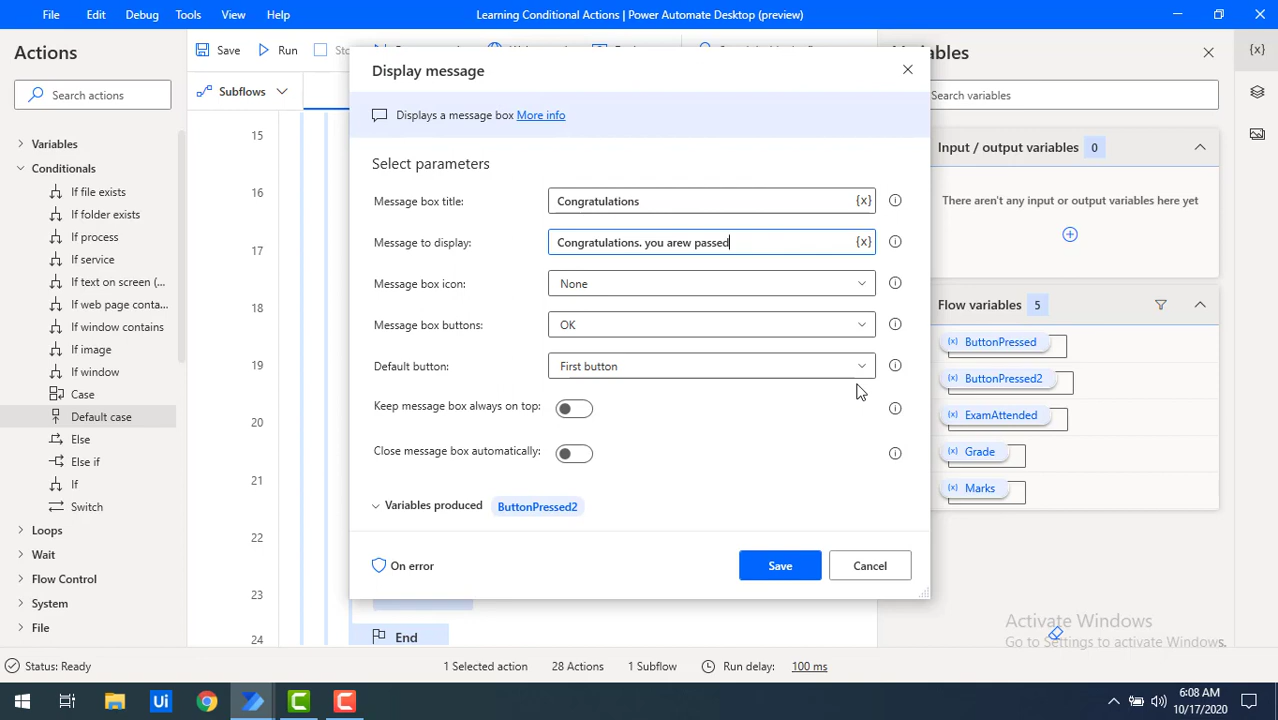 File Edit Debug Tools View Help
Learning Conditional Actions | Power Automate Desktop (preview)
Actions
Search actions
Variables
Conditionals
If file exists
If folder exists
If process
If service
If text on screen (...
If web page conta...
If window contains
If image
If window
Case
Default case
Else
Else if
If
Switch
Loops
Wait
Flow Control
System
File
Save Run
Subflows
15
16
17
18
19
20
21
22
23
24
End
Display message
Displays a message box More info
Select parameters
Message box title: Congratulations {x}
Message to display: Congratulations. you arew passed {x}
Message box icon: None
Message box buttons: OK
Default button: First button
Keep message box always on top:
Close message box automatically:
Variables produced ButtonPressed2
On error
Save Cancel
{x}
Search variables
Input / output variables 0
There aren't any input or output variables here yet
Flow variables 5
{x} ButtonPressed
{x} ButtonPressed2
{x} ExamAttended
{x} Grade
{x} Marks
Activate Windows
Go to Settings to activate Windows.
Status: Ready 1 Selected action 28 Actions 1 Subflow Run delay: 100 ms
Ui C C
6:08 AM
10/17/2020